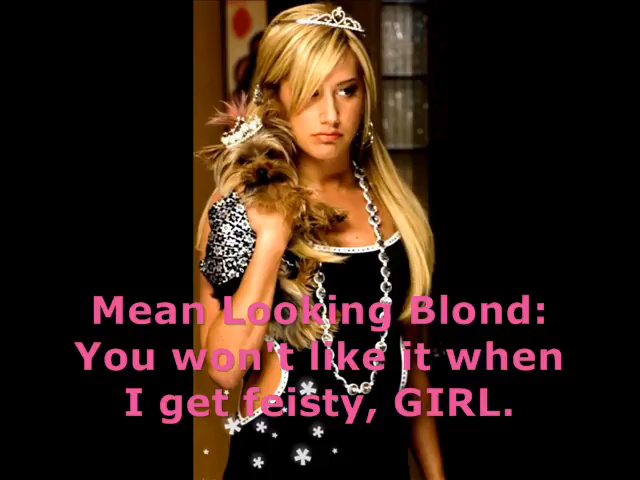 Mean Looking Blond:
You won't like it when
I get feisty, GIRL.